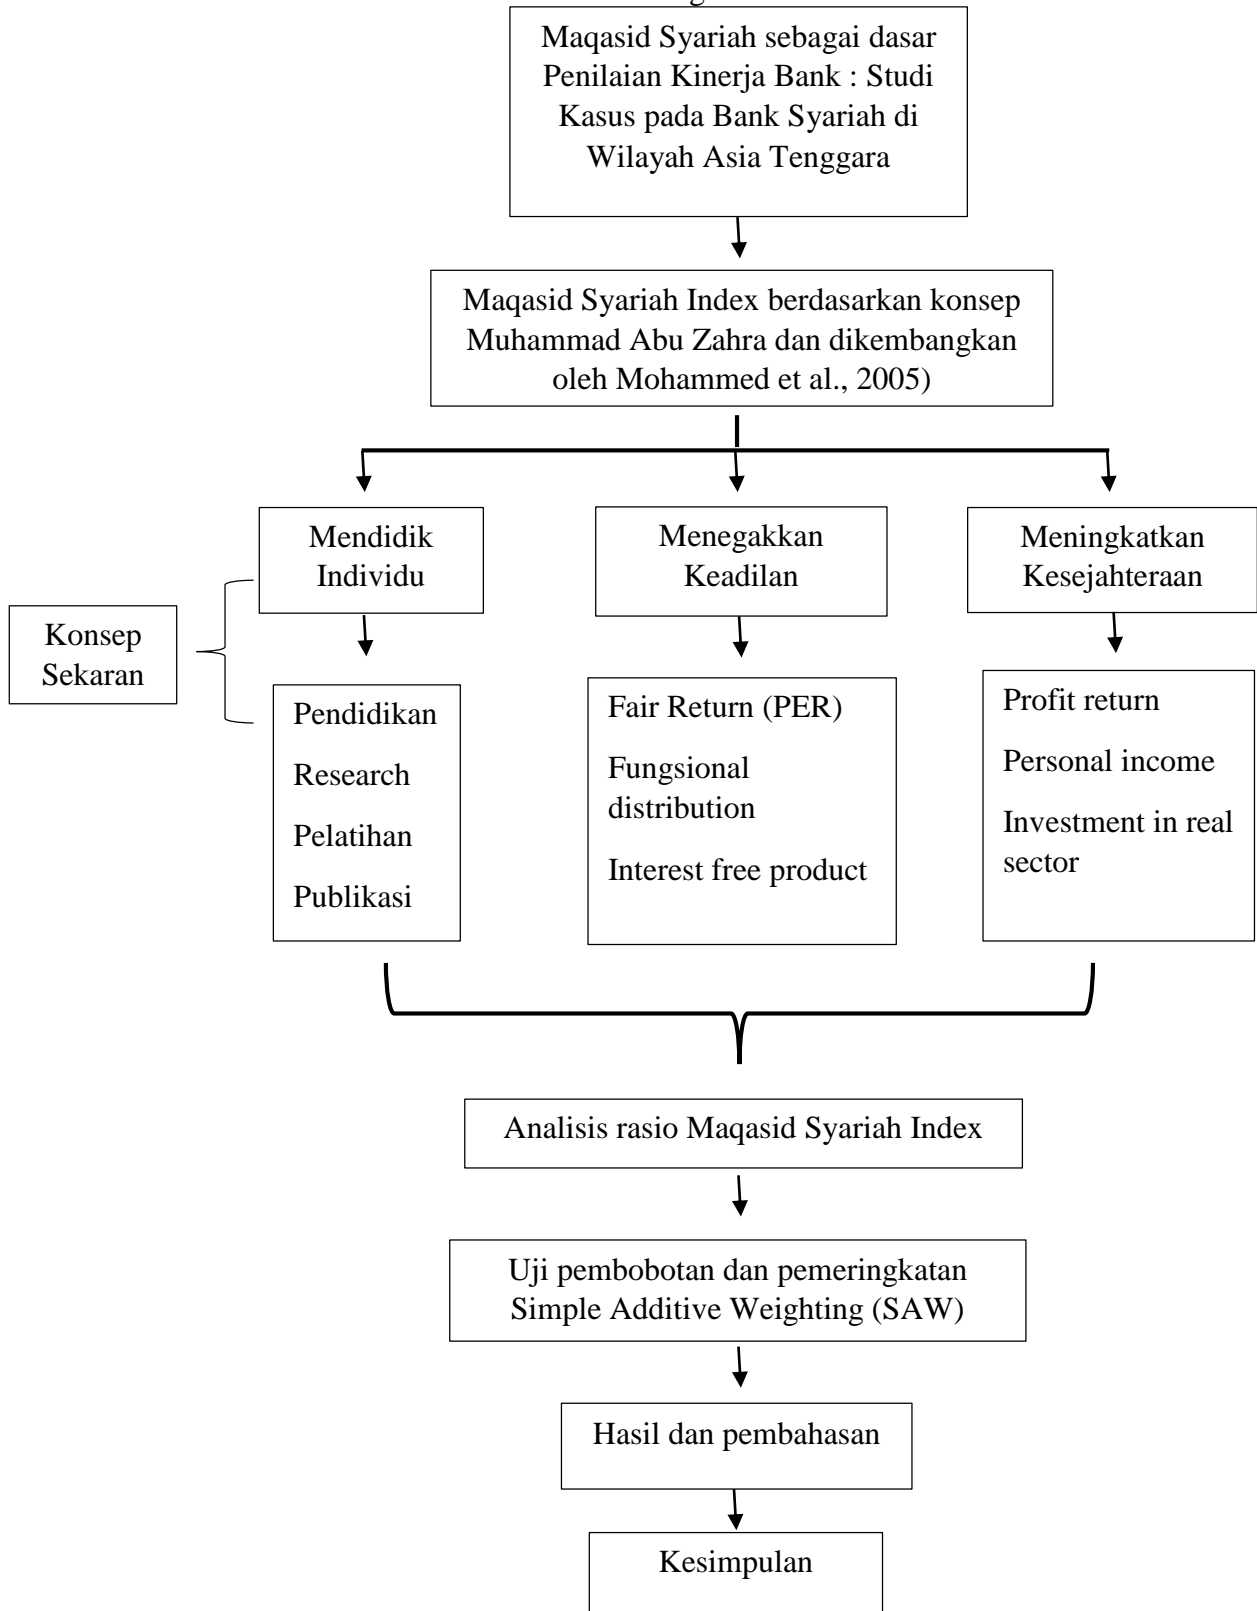 Maqasid Syariah sebagai dasar
Penilaian Kinerja Bank : Studi
Kasus pada Bank Syariah di
Wilayah Asia Tenggara
Maqasid Syariah Index berdasarkan konsep
Muhammad Abu Zahra dan dikembangkan
oleh Mohammed et al., 2005)
Mendidik
Individu
Menegakkan
Keadilan
Meningkatkan
Kesejahteraan
Konsep
Sekaran
Pendidikan
Research
Pelatihan
Publikasi
Fair Return (PER)
Fungsional
distribution
Interest free product
Profit return
Personal income
Investment in real
sector
Analisis rasio Maqasid Syariah Index
Uji pembobotan dan pemeringkatan
Simple Additive Weighting (SAW)
Hasil dan pembahasan
Kesimpulan